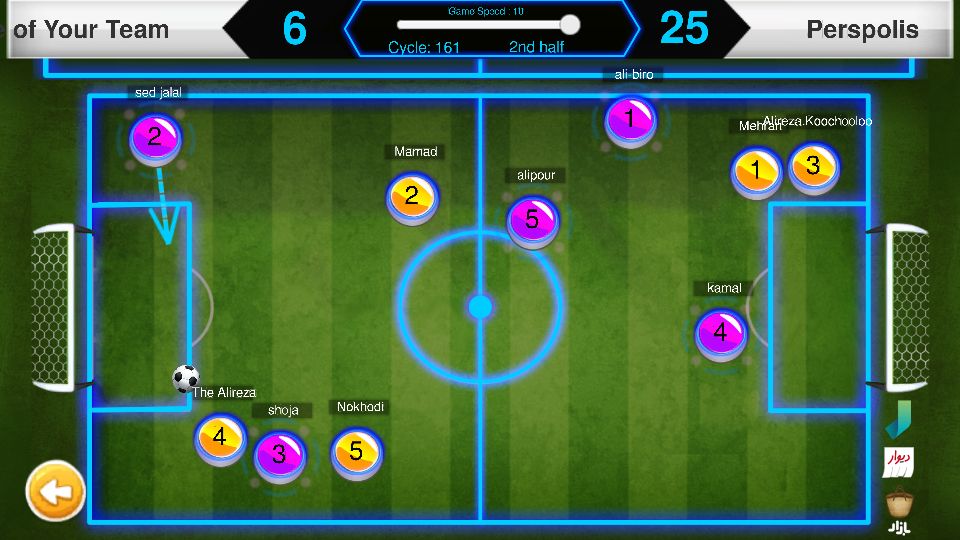 of Your Team
6
Game Speed : 10
Cycle: 161
2nd half
25
Perspolis
ali-biro
1
sed jalal
2
Mehran
Alireza.Koochooloo
1
3
Mamad
2
alipour
5
kamal
4
The Alireza
4
shoja
3
Nokhodi
5
دیوار
بازار